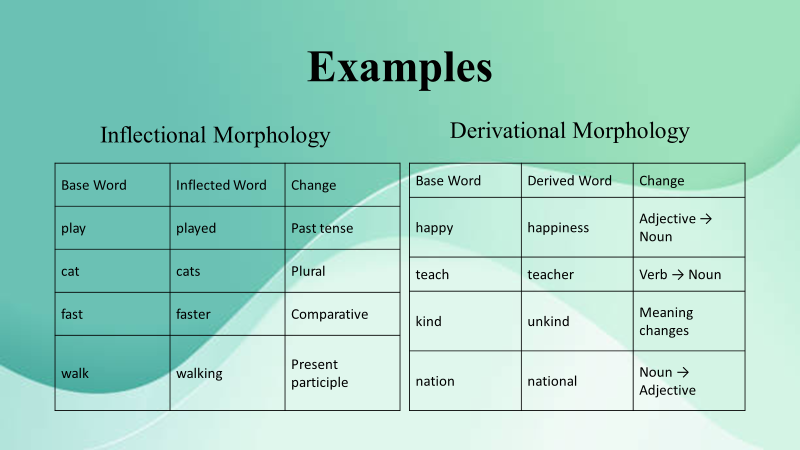 Examples
Inflectional Morphology
Base Word Inflected Word Change
play played Past tense
cat cats Plural
fast faster Comparative
walk walking Present
participle
Derivational Morphology
Base Word Derived Word Change
happy happiness Adjective →
Noun
teach teacher Verb → Noun
kind unkind Meaning
changes
nation national Noun →
Adjective